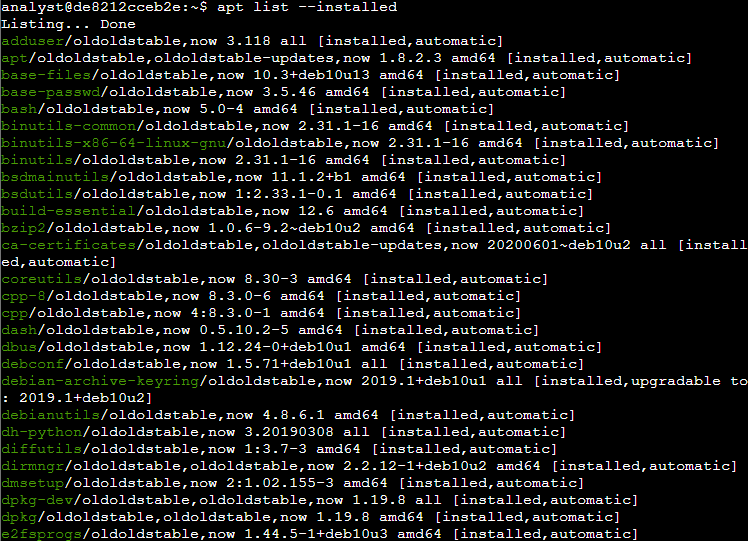 analyst@de8212cceb2e:~$ apt list --installed
Listing... Done
adduser/oldoldstable,now 3.118 all [installed,automatic]
apt/oldoldstable,oldoldstable-updates,now 1.8.2.3 amd64 [installed,automatic]
base-files/oldoldstable,now 10.3+deb10u13 amd64 [installed,automatic]
base-passwd/oldoldstable,now 3.5.46 amd64 [installed,automatic]
bash/oldoldstable,now 5.0-4 amd64 [installed,automatic]
binutils-common/oldoldstable,now 2.31.1-16 amd64 [installed,automatic]
binutils-x86-64-linux-gnu/oldoldstable,now 2.31.1-16 amd64 [installed,automatic]
binutils/oldoldstable,now 2.31.1-16 amd64 [installed,automatic]
bsdmainutils/oldoldstable,now 11.1.2+b1 amd64 [installed,automatic]
bsdutils/oldoldstable,now 1:2.33.1-0.1 amd64 [installed,automatic]
build-essential/oldoldstable,now 12.6 amd64 [installed,automatic]
bzip2/oldoldstable,now 1.0.6-9.2~deb10u2 amd64 [installed,automatic]
ca-certificates/oldoldstable,oldoldstable-updates,now 20200601~deb10u2 all [install
ed,automatic]
coreutils/oldoldstable,now 8.30-3 amd64 [installed,automatic]
cpp-8/oldoldstable,now 8.3.0-6 amd64 [installed,automatic]
cpp/oldoldstable,now 4:8.3.0-1 amd64 [installed,automatic]
dash/oldoldstable,now 0.5.10.2-5 amd64 [installed,automatic]
dbus/oldoldstable,now 1.12.24-0+deb10u1 amd64 [installed,automatic]
debconf/oldoldstable,now 1.5.71+deb10u1 all [installed,automatic]
debian-archive-keyring/oldoldstable,now 2019.1+deb10u1 all [installed,upgradable to
: 2019.1+deb10u2]
debianutils/oldoldstable,now 4.8.6.1 amd64 [installed,automatic]
dh-python/oldoldstable,now 3.20190308 all [installed,automatic]
diffutils/oldoldstable,now 1:3.7-3 amd64 [installed,automatic]
dirmngr/oldoldstable,oldoldstable,now 2.2.12-1+deb10u2 amd64 [installed,automatic]
dmsetup/oldoldstable,now 2:1.02.155-3 amd64 [installed,automatic]
dpkg-dev/oldoldstable,oldoldstable,now 1.19.8 all [installed,automatic]
dpkg/oldoldstable,oldoldstable,now 1.19.8 amd64 [installed,automatic]
e2fsprogs/oldoldstable,now 1.44.5-1+deb10u3 amd64 [installed,automatic]